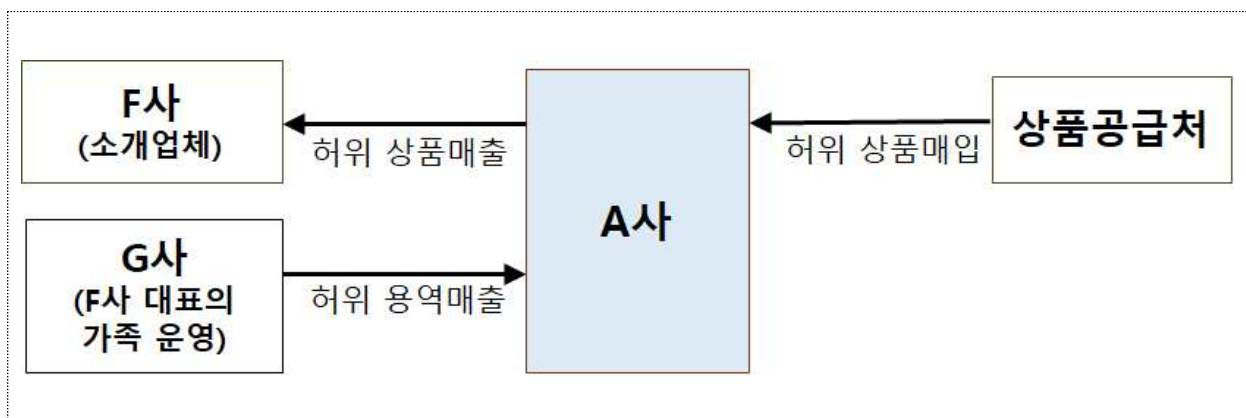 F사
(소개업체)
허위 상품매출
A사
허위 상품매입
상품공급처
G사
(F사 대표의
가족 운영)
허위 용역매출